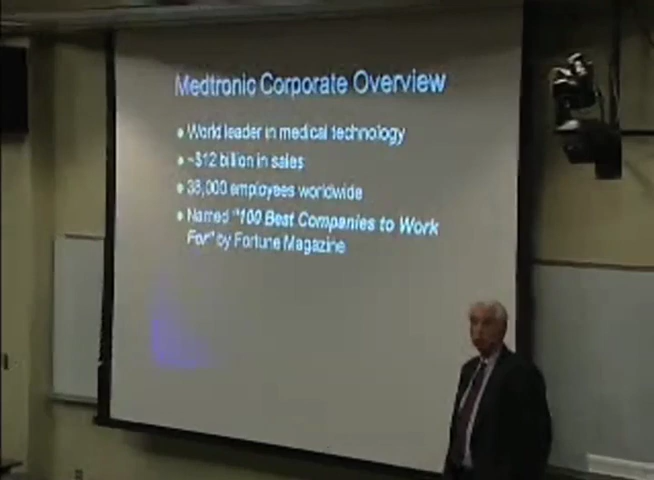 Medtronic Corporate Overview
• World leader in medical technology
• ~$12 billion in sales
• 38,000 employees worldwide
• Named "100 Best Companies to Work
For" by Fortune Magazine